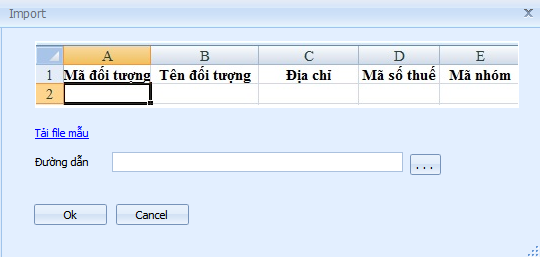 Import
A B C D E
1 Mã đối tượng Tên đối tượng Địa chỉ Mã số thuế Mã nhóm
2
Tải file mẫu
Đường dẫn ...
Ok Cancel